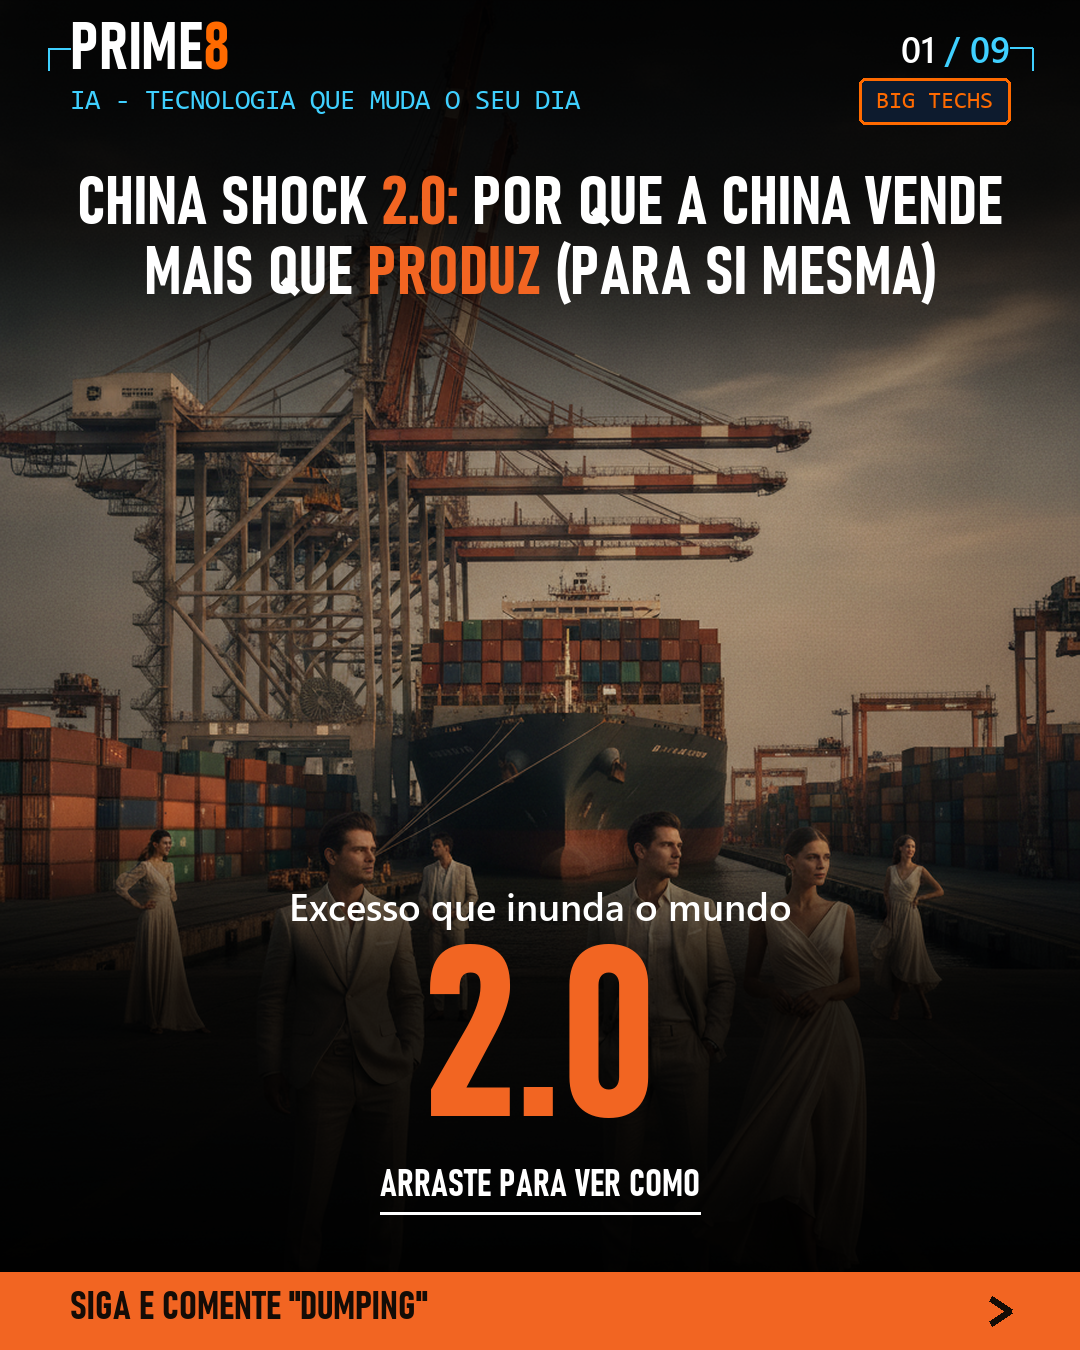 PRIME8
01 / 09
IA - TECNOLOGIA QUE MUDA O SEU DIA
BIG TECHS
CHINA SHOCK 2.0: POR QUE A CHINA VENDE
MAIS QUE PRODUZ (PARA SI MESMA)
Excesso que inunda o mundo
2.0
ARRASTE PARA VER COMO
SIGA E COMENTE "DUMPING"